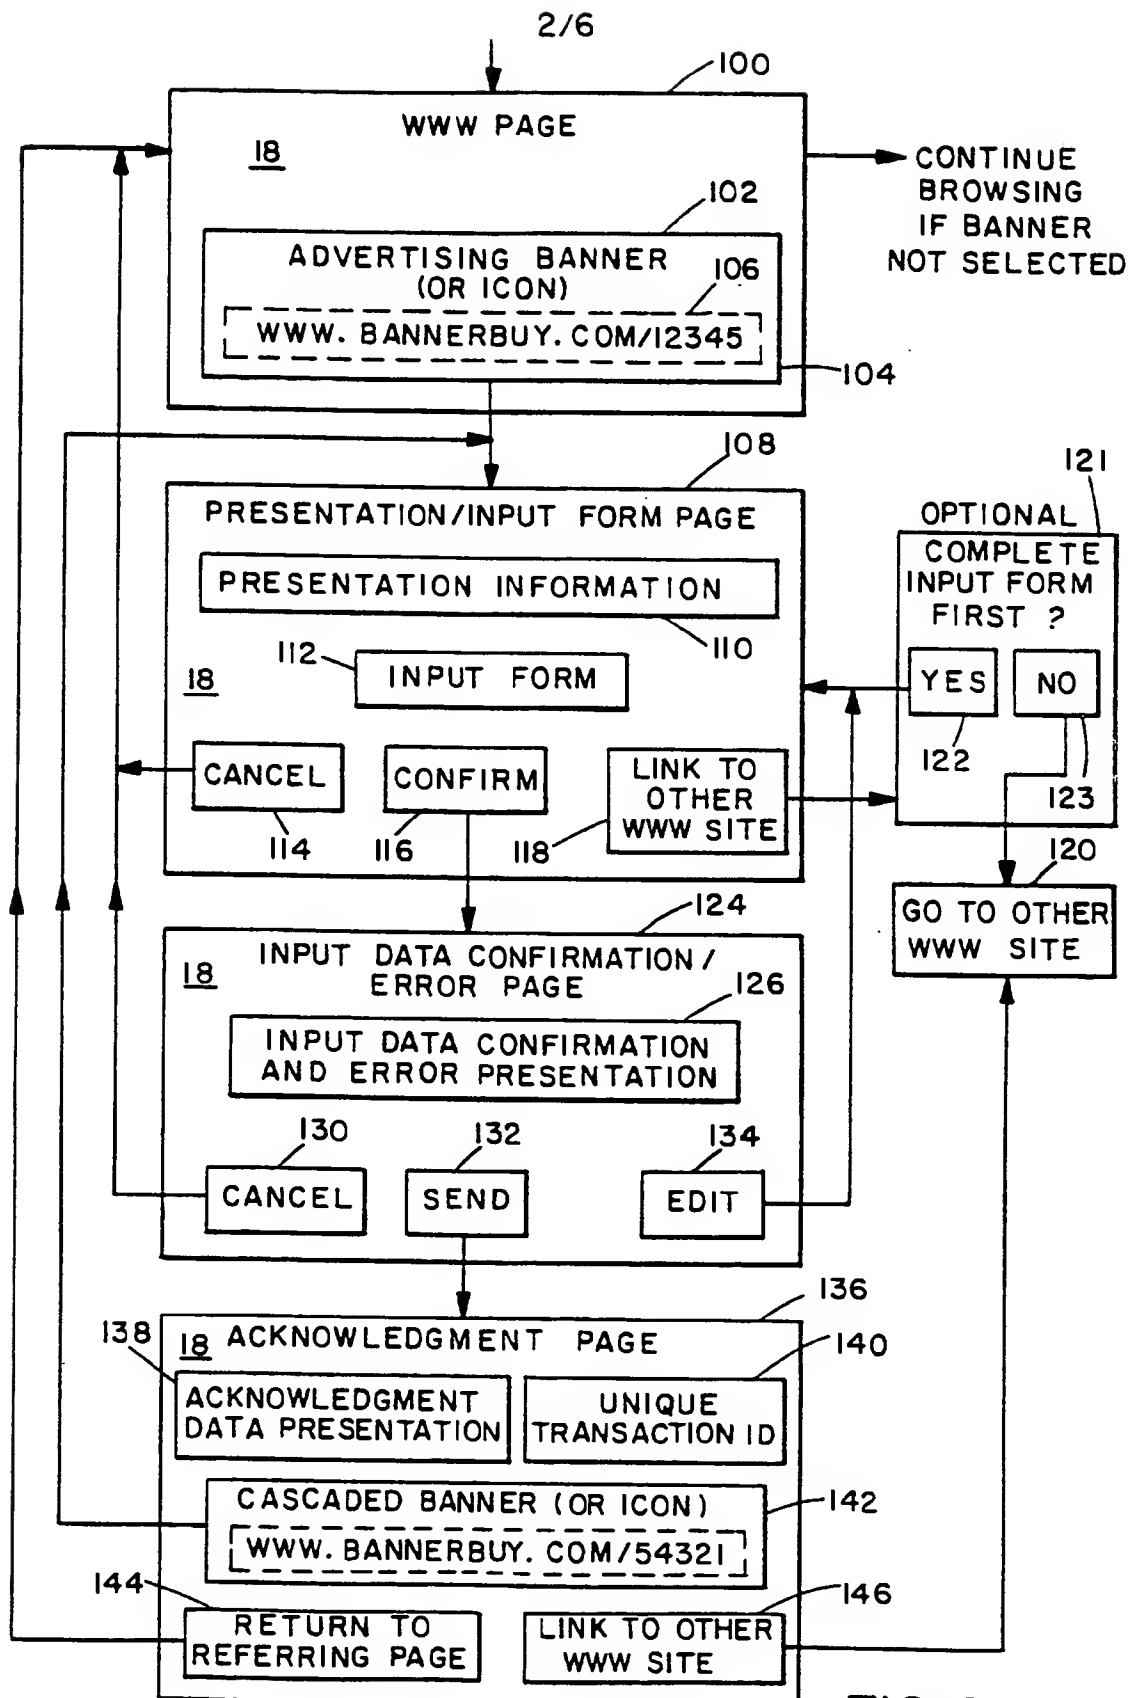 2/6
100
WWW PAGE
18
CONTINUE
BROWSING
IF BANNER
NOT SELECTED
102
ADVERTISING BANNER
(OR ICON)
106
WWW. BANNERBUY. COM/12345
104
108
121
PRESENTATION/INPUT FORM PAGE
OPTIONAL
COMPLETE
INPUT FORM
FIRST ?
PRESENTATION INFORMATION
110
112
INPUT FORM
18
YES
NO
122
123
CANCEL
CONFIRM
LINK TO
OTHER
WWW SITE
114
116
118
120
GO TO OTHER
WWW SITE
124
18
INPUT DATA CONFIRMATION /
ERROR PAGE
126
INPUT DATA CONFIRMATION
AND ERROR PRESENTATION
130
132
134
CANCEL
SEND
EDIT
136
138
18
ACKNOWLEDGMENT PAGE
140
ACKNOWLEDGMENT
DATA PRESENTATION
UNIQUE
TRANSACTION ID
CASCADED BANNER (OR ICON)
142
WWW. BANNERBUY. COM/54321
144
146
RETURN TO
REFERRING PAGE
LINK TO OTHER
WWW SITE